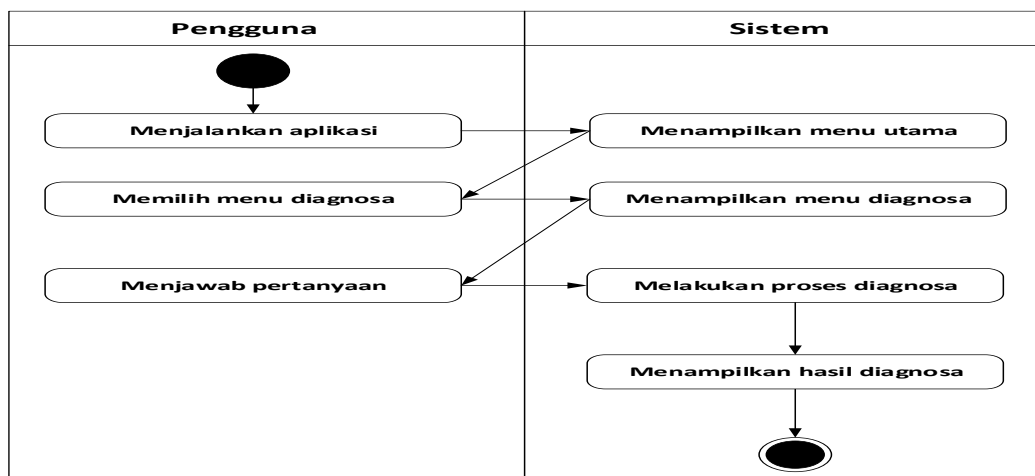 Pengguna
Sistem
Menjalankan aplikasi
Menampilkan menu utama
Memilih menu diagnosa
Menampilkan menu diagnosa
Menjawab pertanyaan
Melakukan proses diagnosa
Menampilkan hasil diagnosa